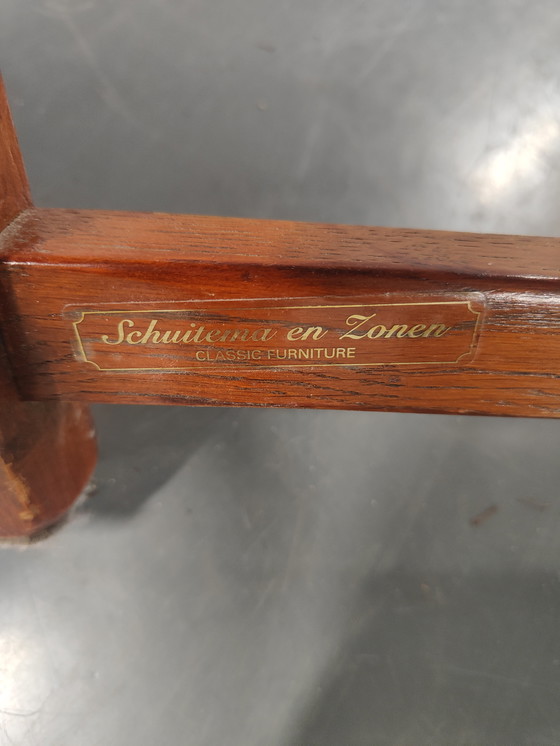 Schuitema en Zonen
CLASSIC FURNITURE